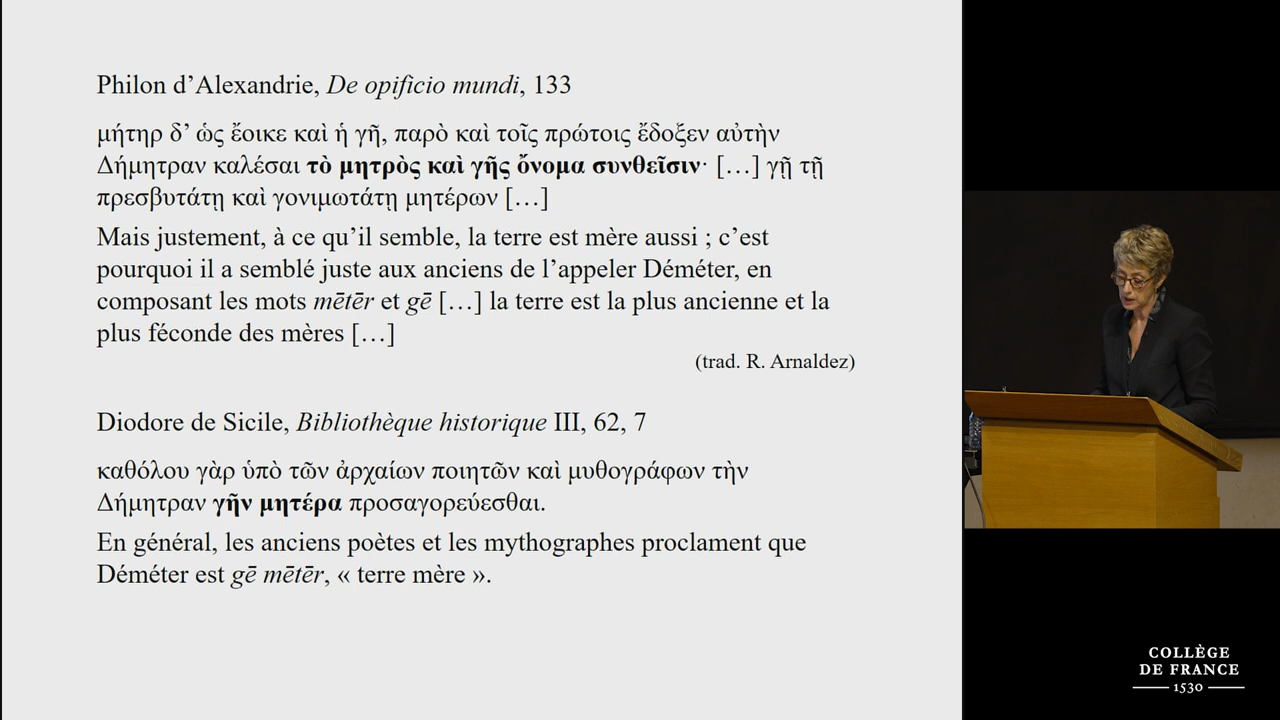 Philon d’Alexandrie, De opificio mundi, 133
μήτηρ δ’ ὡς ἔοικε καὶ ἡ γῆ, παρὸ καὶ τοῖς πρώτοις ἔδοξεν αὐτὴν
Δήμητραν καλέσαι τὸ μητρὸς καὶ γῆς ὄνομα συνθεῖσιν· […] γῇ τῇ
πρεσβυτάτῃ καὶ γονιμωτάτῃ μητέρων […]
Mais justement, à ce qu’il semble, la terre est mère aussi ; c’est
pourquoi il a semblé juste aux anciens de l’appeler Déméter, en
composant les mots mētēr et gē […] la terre est la plus ancienne et la
plus féconde des mères […]
(trad. R. Arnaldez)
Diodore de Sicile, Bibliothèque historique III, 62, 7
καθόλου γὰρ ὑπὸ τῶν ἀρχαίων ποιητῶν καὶ μυθογράφων τὴν
Δήμητραν γῆν μητέρα προσαγορεύεσθαι.
En général, les anciens poètes et les mythographes proclament que
Déméter est gē mētēr, « terre mère ».
COLLÈGE
DE FRANCE
1530